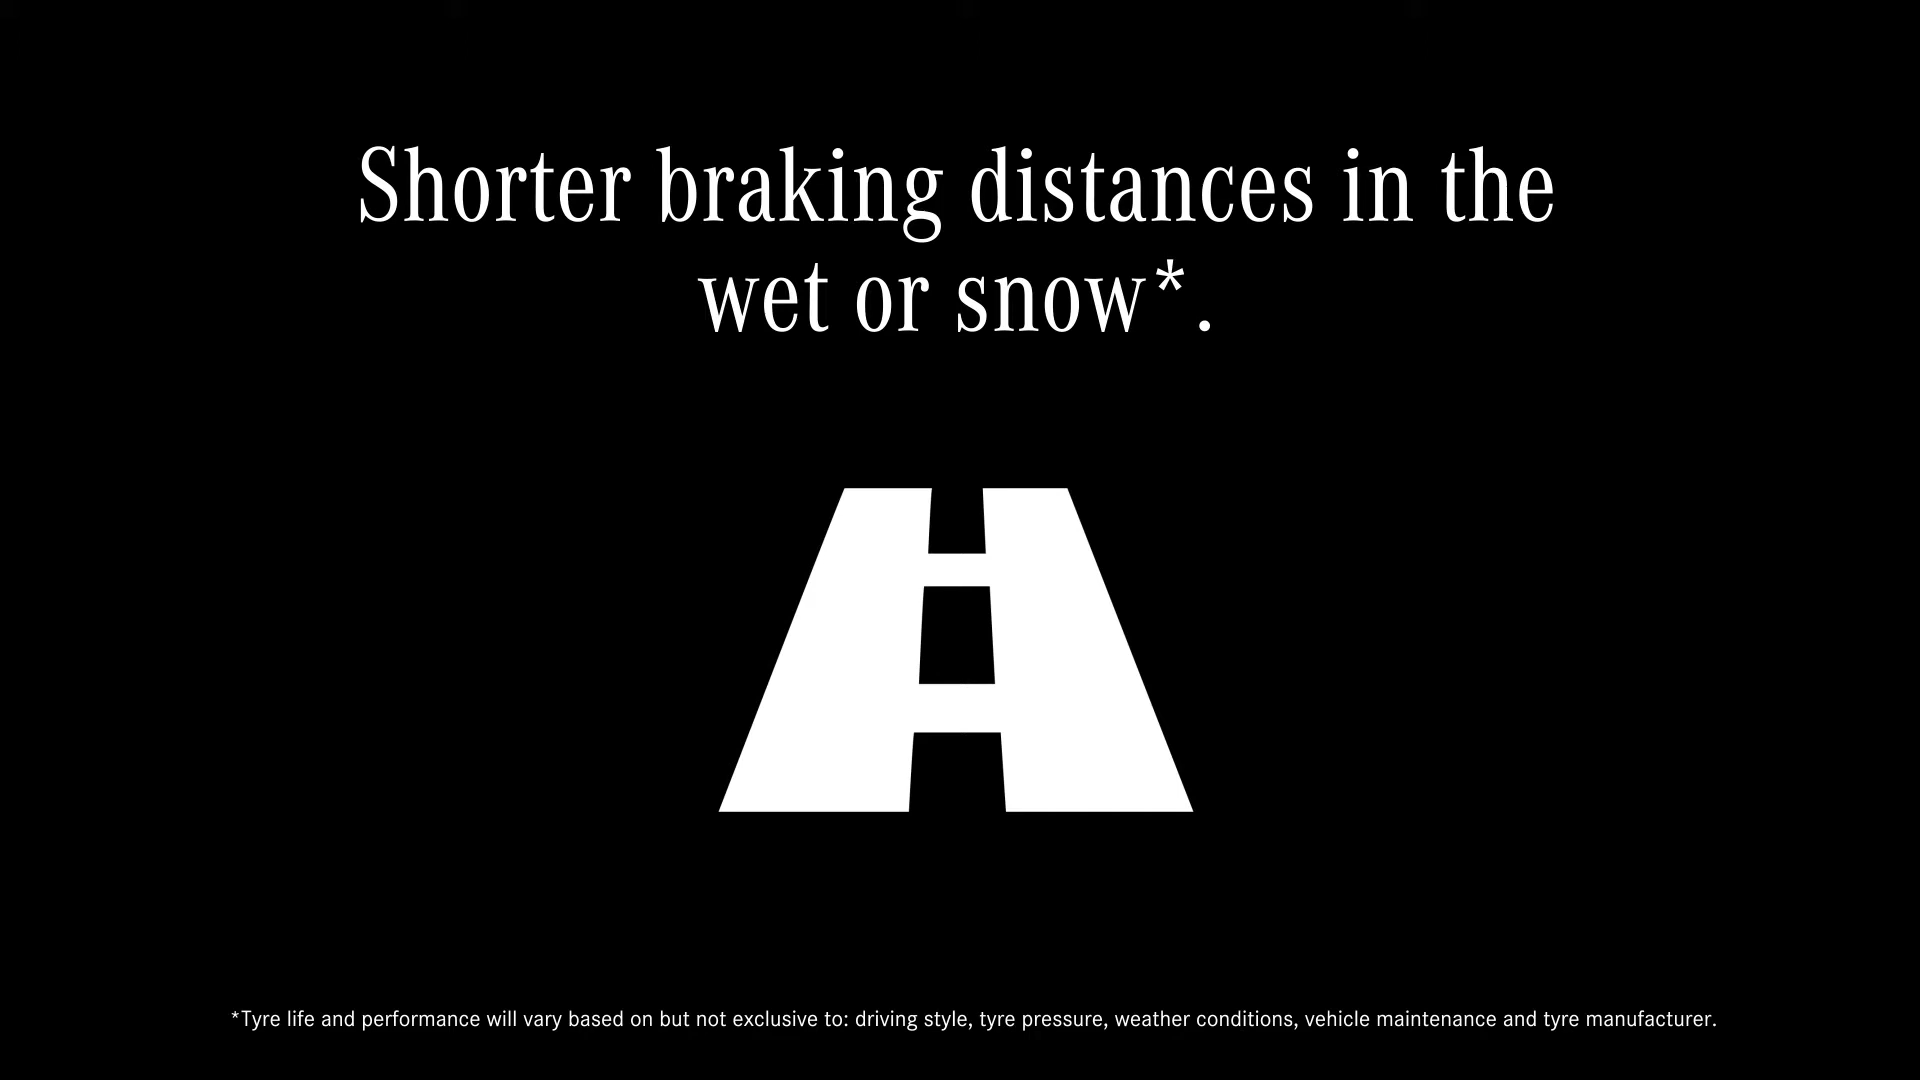 Shorter braking distances in the
wet or snow*.
*Tyre life and performance will vary based on but not exclusive to: driving style, tyre pressure, weather conditions, vehicle maintenance and tyre manufacturer.